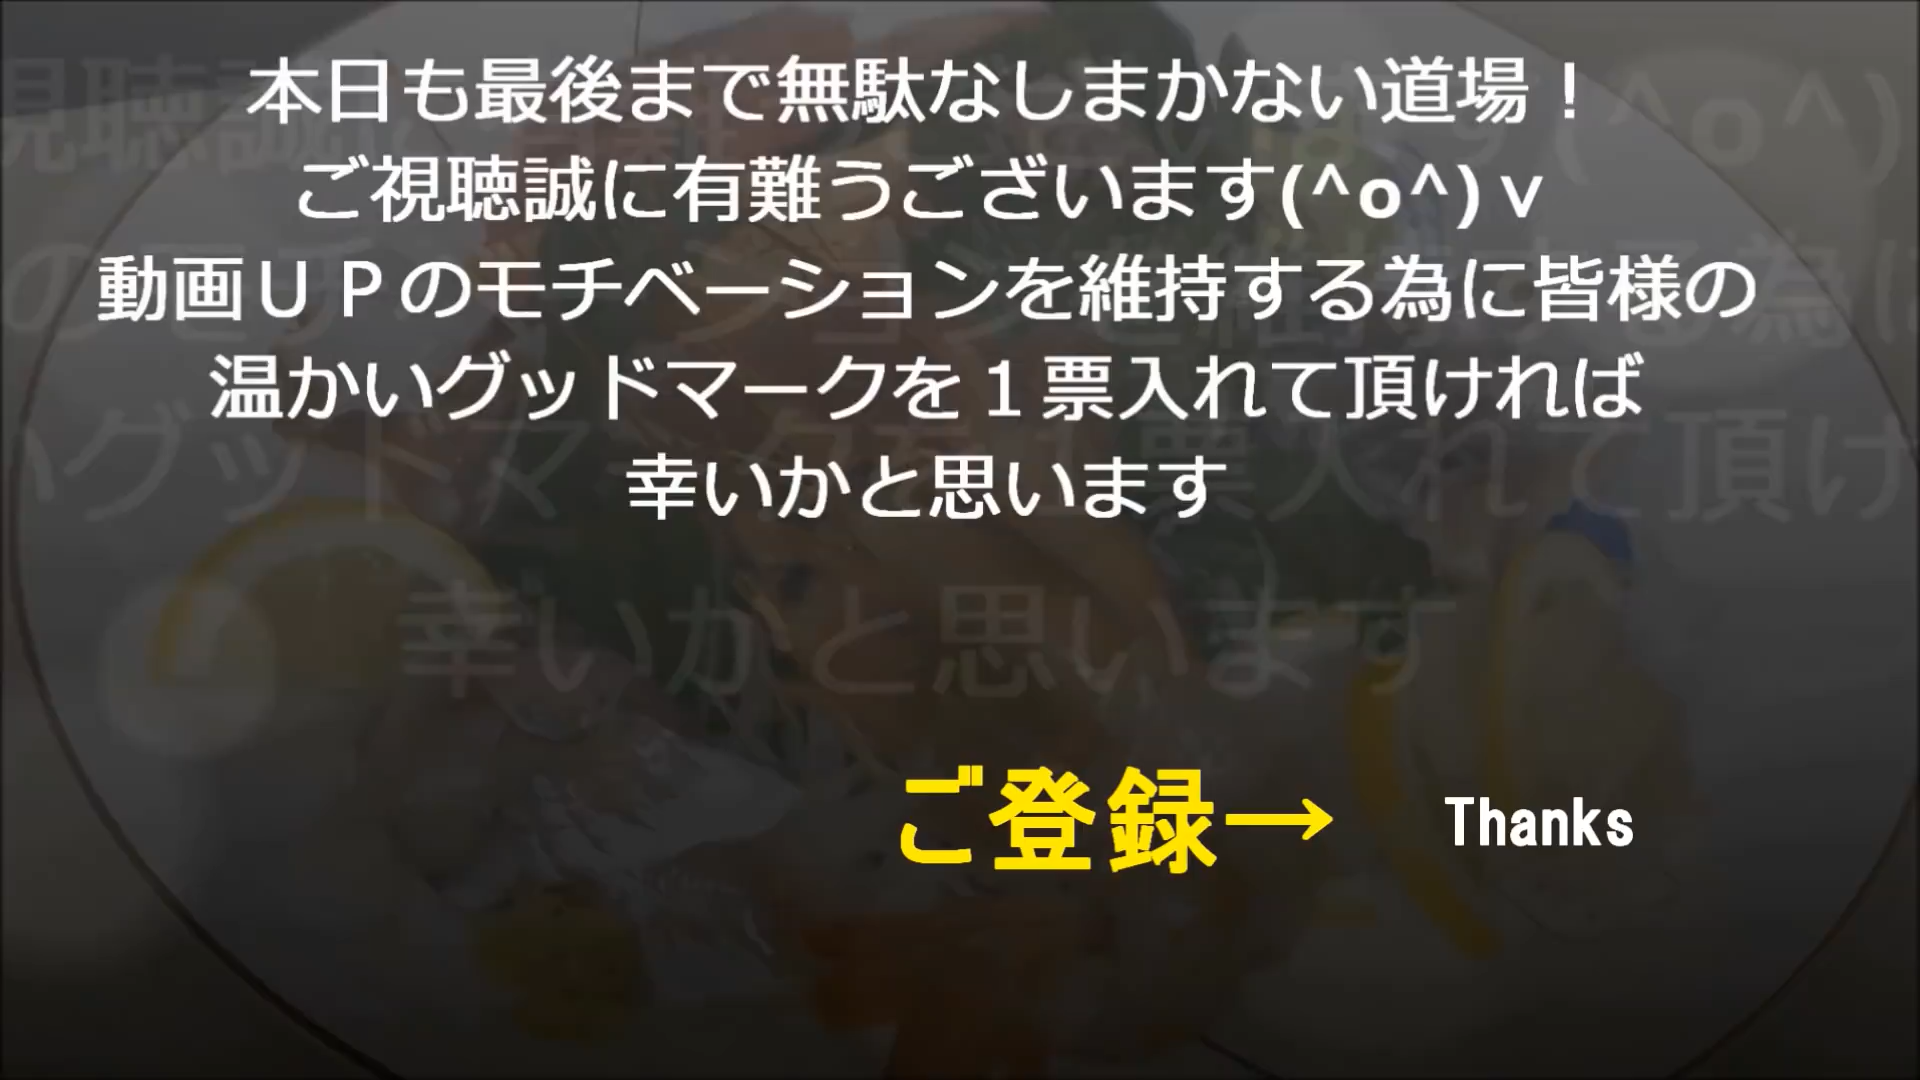 本日も最後まで無駄なしまかない道場！
ご視聴誠に有難うございます(^o^)ｖ
動画ＵＰのモチベーションを維持する為に皆様の
温かいグッドマークを１票入れて頂ければ
幸いかと思います
ご登録→
Thanks